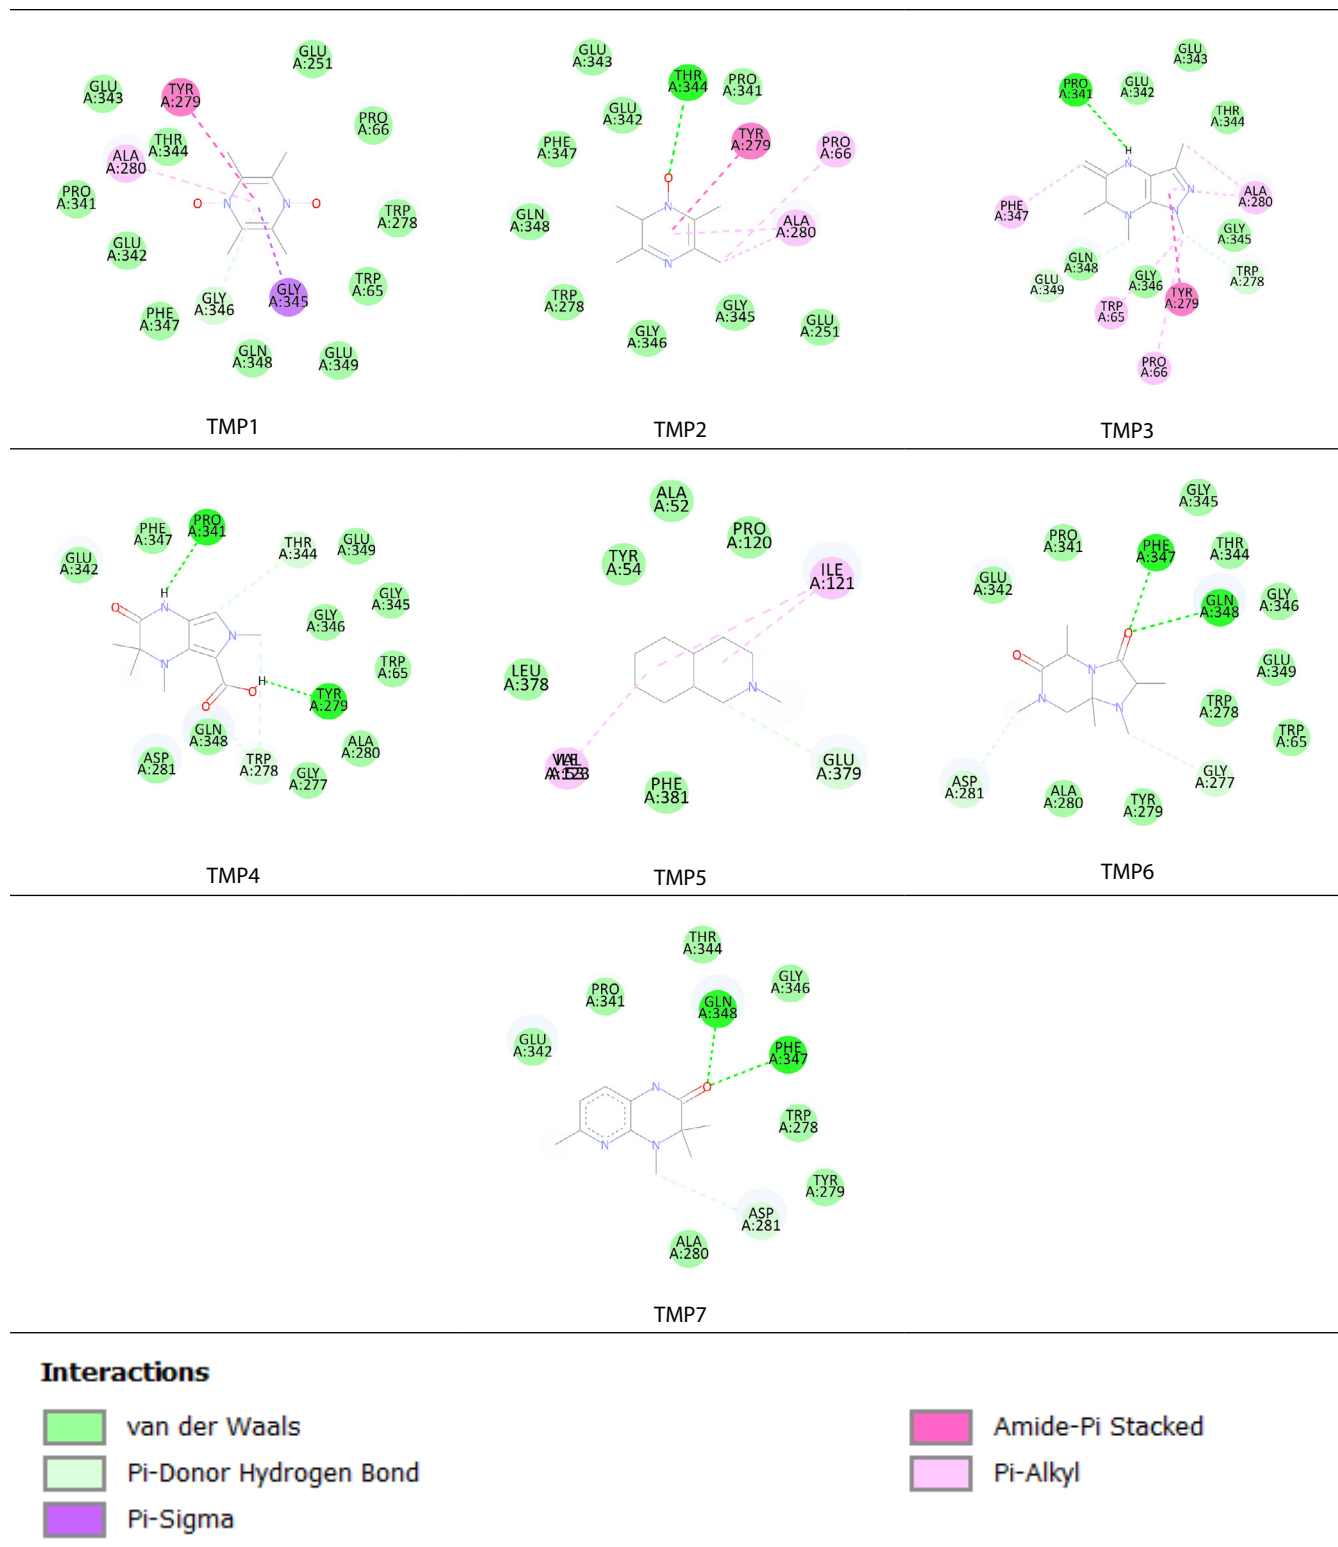 GLU
A:251
GLU
A:343
TYR
A:279
PRO
A:66
THR
A:344
ALA
A:280
PRO
A:341
O
N
N
O
TRP
A:278
GLU
A:342
TRP
A:65
GLY
A:345
GLY
A:346
PHE
A:347
GLN
A:348
GLU
A:349
TMP1
GLU
A:343
THR
A:344
PRO
A:341
GLU
A:342
TYR
A:279
PHE
A:347
PRO
A:66
O
N
GLN
A:348
ALA
A:280
N
TRP
A:278
GLY
A:345
GLU
A:251
GLY
A:346
TMP2
GLU
A:343
PRO
A:341
GLU
A:342
THR
A:344
H
N
N
PHE
A:347
ALA
A:280
N
N
GLY
A:345
GLN
A:348
GLU
A:349
GLY
A:346
TRP
A:278
TYR
A:279
TRP
A:65
PRO
A:66
TMP3
PHE
A:347
PRO
A:341
THR
A:344
GLU
A:349
GLU
A:342
H
O
N
GLY
A:345
GLY
A:346
N
N
TRP
A:65
H
O
O
TYR
A:279
GLN
A:348
ALA
A:280
ASP
A:281
TRP
A:278
GLY
A:277
TMP4
ALA
A:52
PRO
A:120
TYR
A:54
ILE
A:121
LEU
A:378
N
GLU
A:379
PHE
A:381
TMP5
GLY
A:345
PRO
A:341
PHE
A:347
THR
A:344
GLU
A:342
GLN
A:348
GLY
A:346
O
O
N
GLU
A:349
N
N
TRP
A:278
TRP
A:65
ASP
A:281
GLY
A:277
ALA
A:280
TYR
A:279
TMP6
THR
A:344
GLY
A:346
PRO
A:341
GLN
A:348
GLU
A:342
PHE
A:347
N
O
TRP
A:278
N
N
TYR
A:279
ASP
A:281
ALA
A:280
TMP7
Interactions
van der Waals
Amide-Pi Stacked
Pi-Donor Hydrogen Bond
Pi-Alkyl
Pi-Sigma